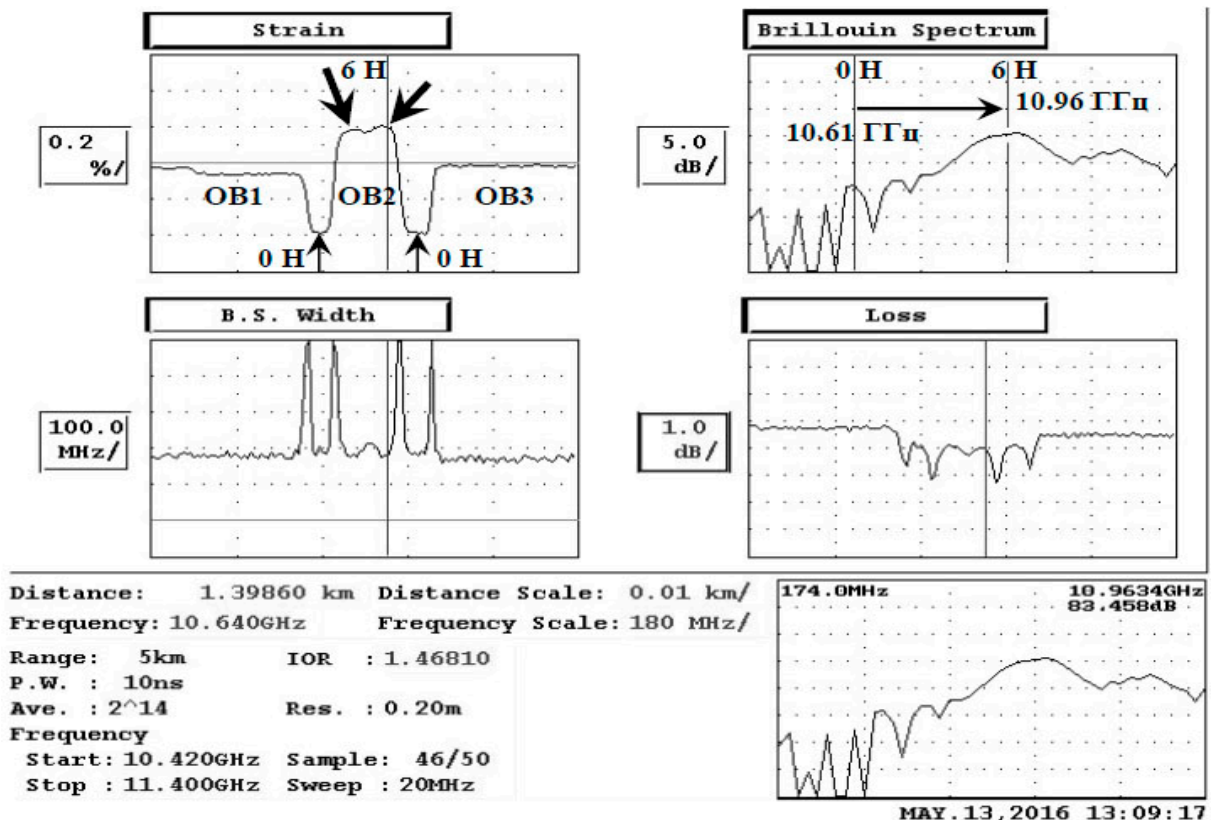 Strain
0.2
%/
6 Н
ОВ1
ОВ2
ОВ3
0 Н
0 Н
Brillouin Spectrum
5.0
dB/
0 Н
6 Н
10.96 ГГц
10.61 ГГц
B.S. Width
100.0
MHz/
Loss
1.0
dB/
Distance: 1.39860 km Distance Scale: 0.01 km/
Frequency: 10.640GHz Frequency Scale: 180 MHz/
Range: 5km IOR : 1.46810
P.W. : 10ns
Ave. : 2^14 Res. : 0.20m
Frequency
Start: 10.420GHz Sample: 46/50
Stop : 11.400GHz Sweep : 20MHz
174.0MHz 10.9634GHz
83.458dB
MAY.13,2016 13:09:17